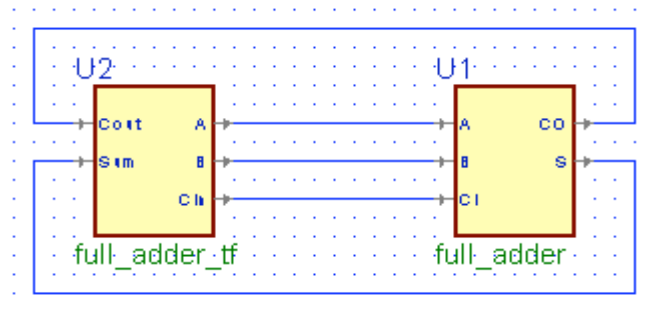 U2
U1
Cout A
Sum B
Cin
A CO
B S
CI
full_adder_tf
full_adder